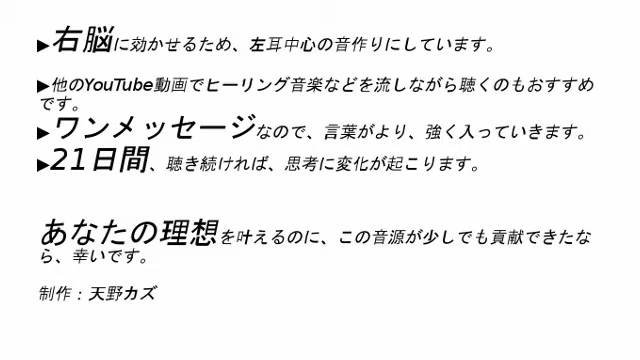 ▶右脳に効かせるため、左耳中心の音作りにしています。
▶他のYouTube動画でヒーリング音楽などを流しながら聴くのもおすすめ
です。
▶ワンメッセージなので、言葉がより、強く入っていきます。
▶21日間、聴き続ければ、思考に変化が起こります。
あなたの理想を叶えるのに、この音源が少しでも貢献できたな
ら、幸いです。
制作：天野カズ